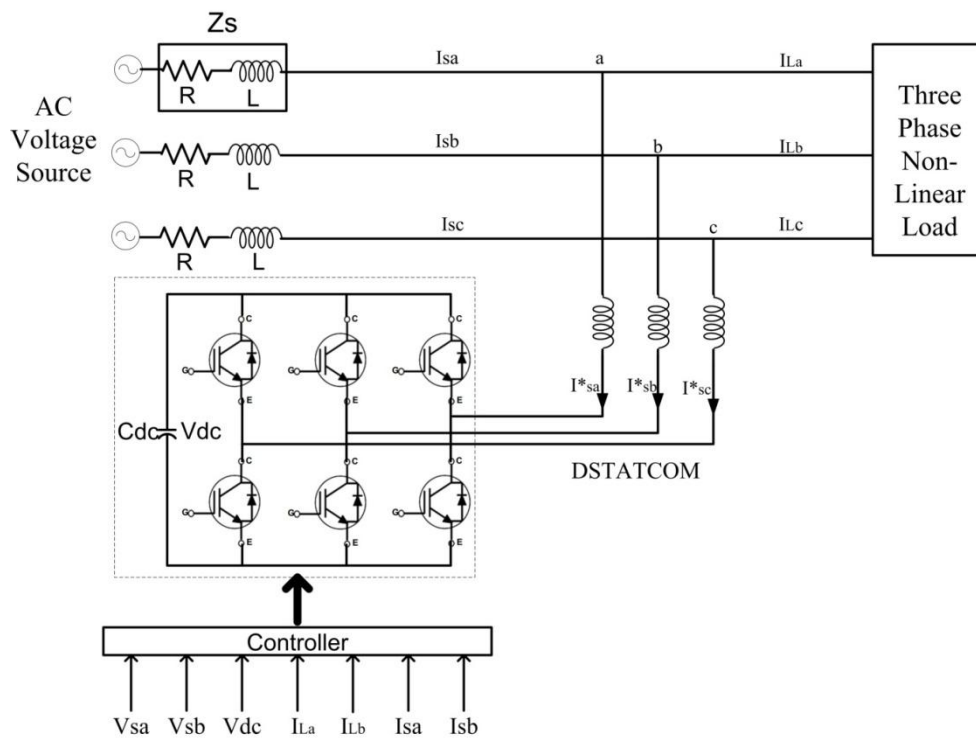 Zs
Isa
a
ILa
R
L
AC
Voltage
Source
Three
Phase
Non-
Linear
Load
Isb
b
ILb
R
L
Isc
c
ILc
R
L
C
C
C
G
G
G
E
E
E
I*sa
I*sb
I*sc
Cdc
Vdc
DSTATCOM
C
C
C
G
G
G
E
E
E
Controller
Vsa Vsb Vdc ILa ILb Isa Isb